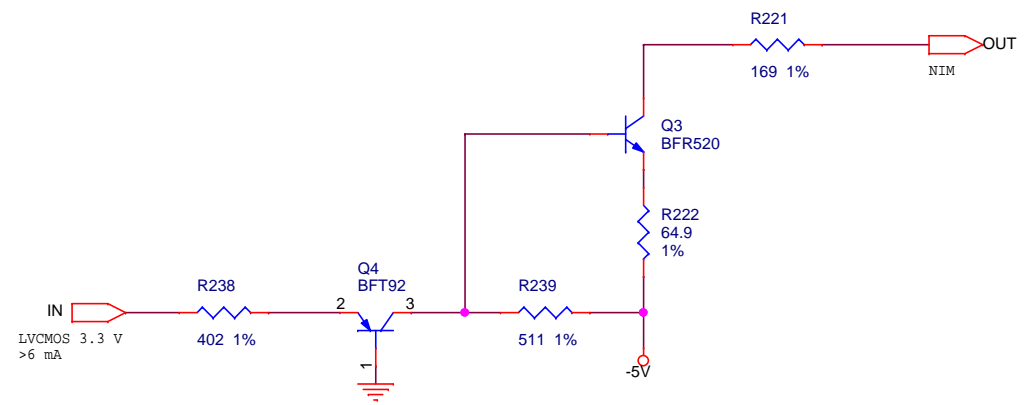 R221
OUT
169 1%
NIM
Q3
BFR520
R222
64.9
1%
Q4
BFT92
R238
R239
IN
2
3
LVCMOS 3.3 V
>6 mA
402 1%
511 1%
1
-5V